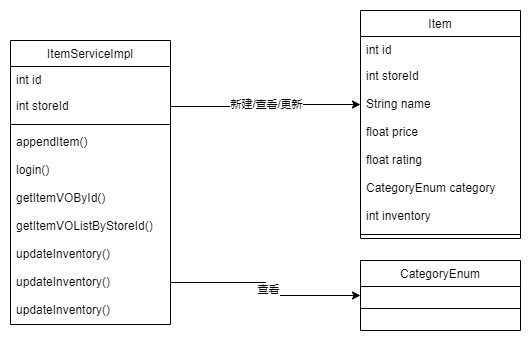 ItemServiceImpl
int id
int storeId
appendItem()
login()
getItemVOById()
getItemVOListByStoreId()
updateInventory()
updateInventory()
updateInventory()
新建/查看/更新
查看
Item
int id
int storeId
String name
float price
float rating
CategoryEnum category
int inventory
CategoryEnum